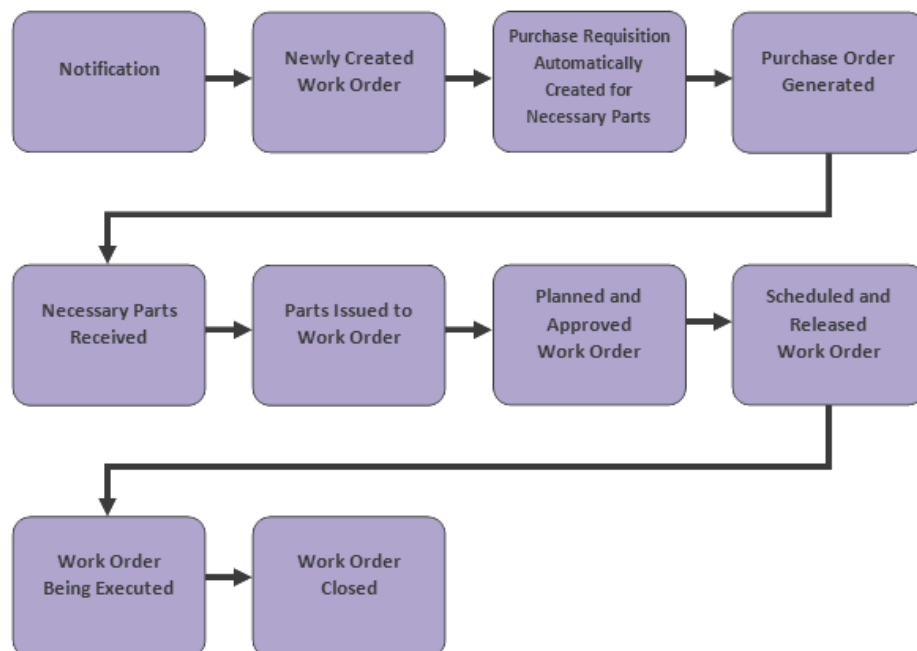 Notification
Newly Created
Work Order
Purchase Requisition
Automatically
Created for
Necessary Parts
Purchase Order
Generated
Necessary Parts
Received
Parts Issued to
Work Order
Planned and
Approved
Work Order
Scheduled and
Released
Work Order
Work Order
Being Executed
Work Order
Closed